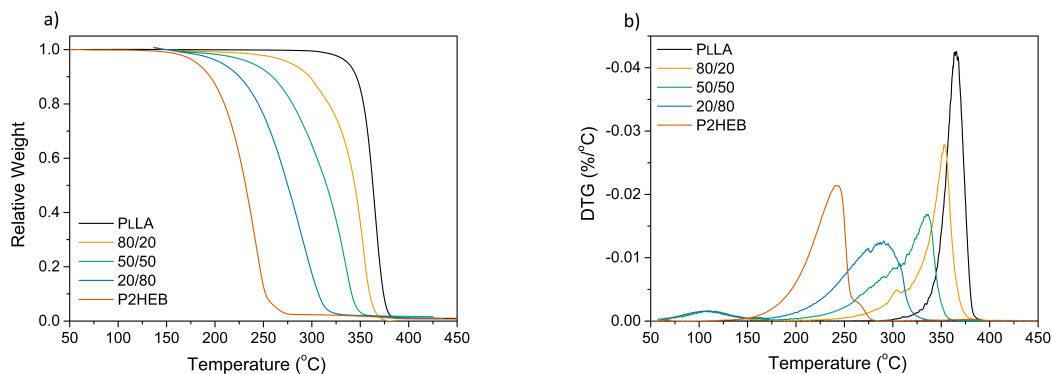 a)
1.0
0.8
0.6
0.4
0.2
0.0
Relative Weight
PLLA
80/20
50/50
20/80
P2HEB
50 100 150 200 250 300 350 400 450
Temperature (°C)
b)
-0.04
-0.03
-0.02
-0.01
0.00
DTG (%/°C)
PLLA
80/20
50/50
20/80
P2HEB
50 100 150 200 250 300 350 400 450
Temperature (°C)